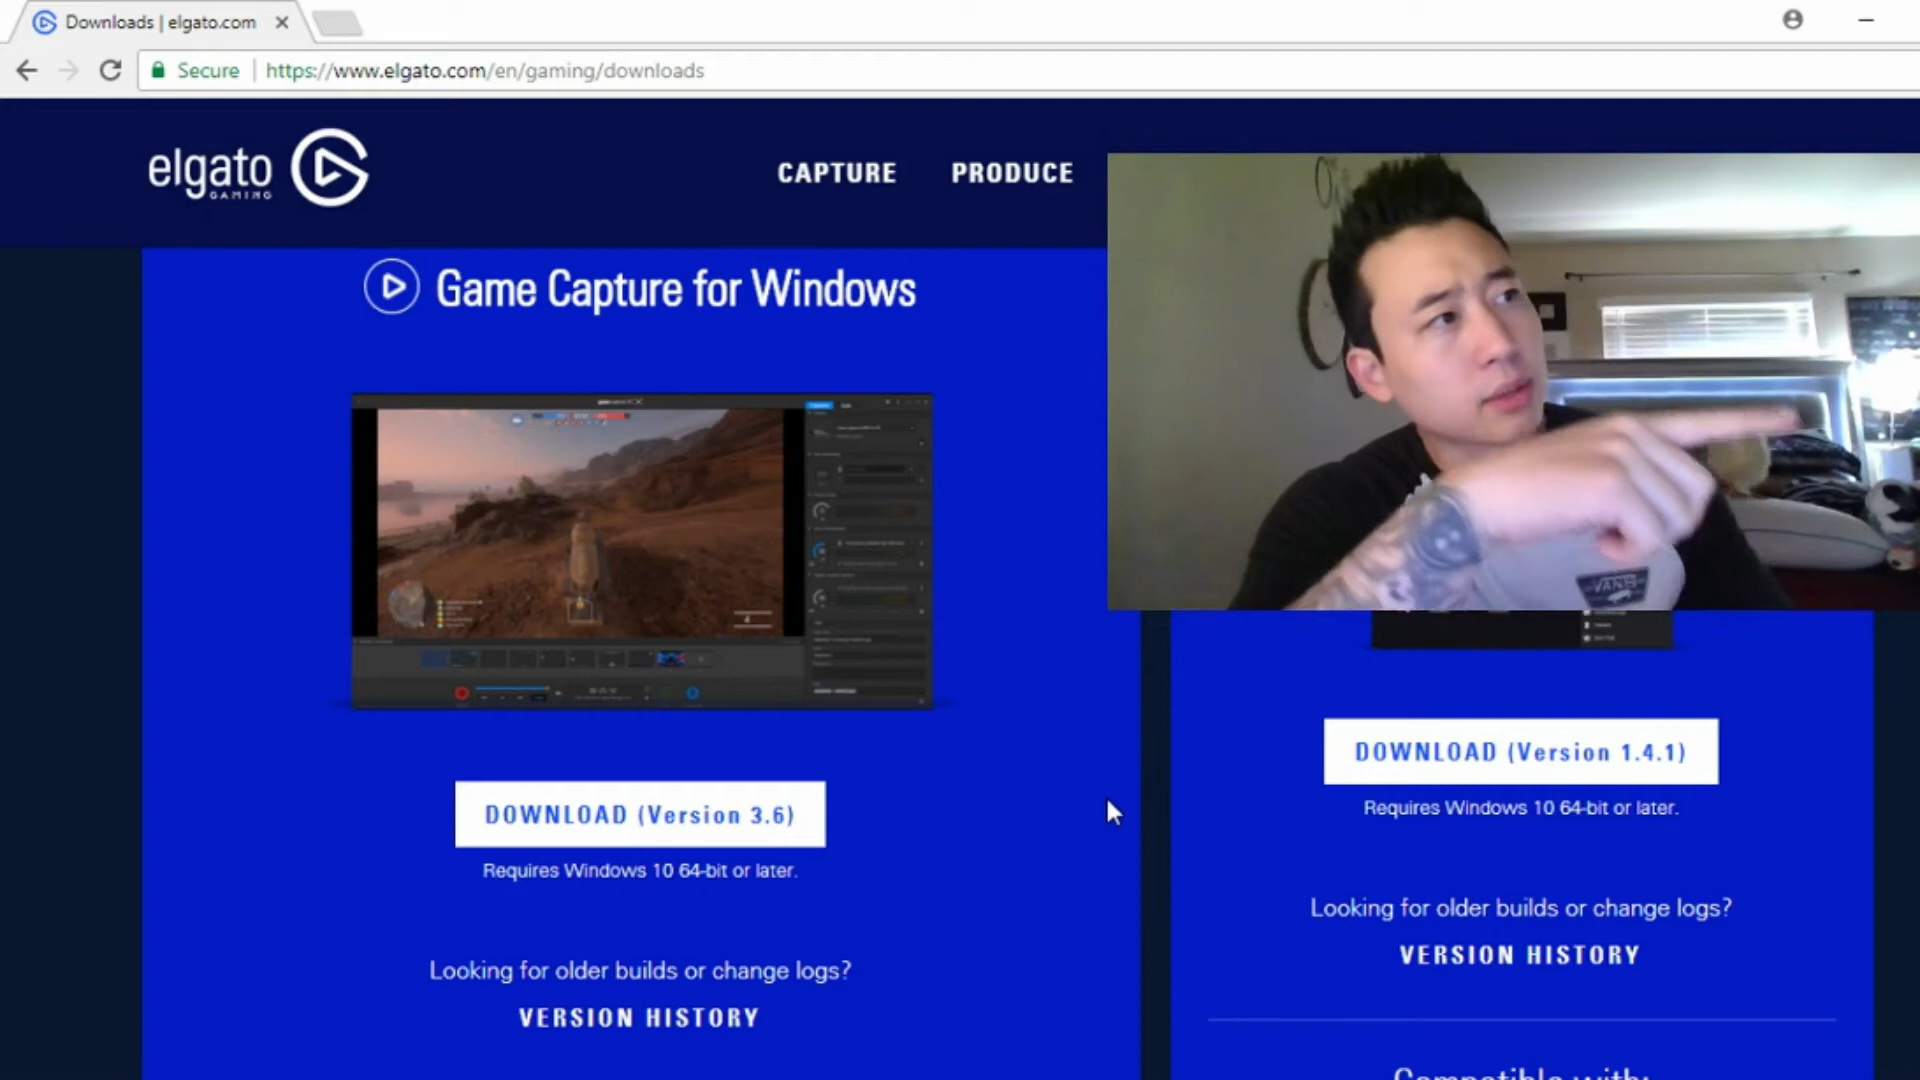 Downloads | elgato.com
Secure
https://www.elgato.com/en/gaming/downloads
elgato
GAMING
CAPTURE
PRODUCE
Game Capture for Windows
DOWNLOAD (Version 3.6)
Requires Windows 10 64-bit or later.
Looking for older builds or change logs?
VERSION HISTORY
VANS
DOWNLOAD (Version 1.4.1)
Requires Windows 10 64-bit or later.
Looking for older builds or change logs?
VERSION HISTORY
Compatible with: